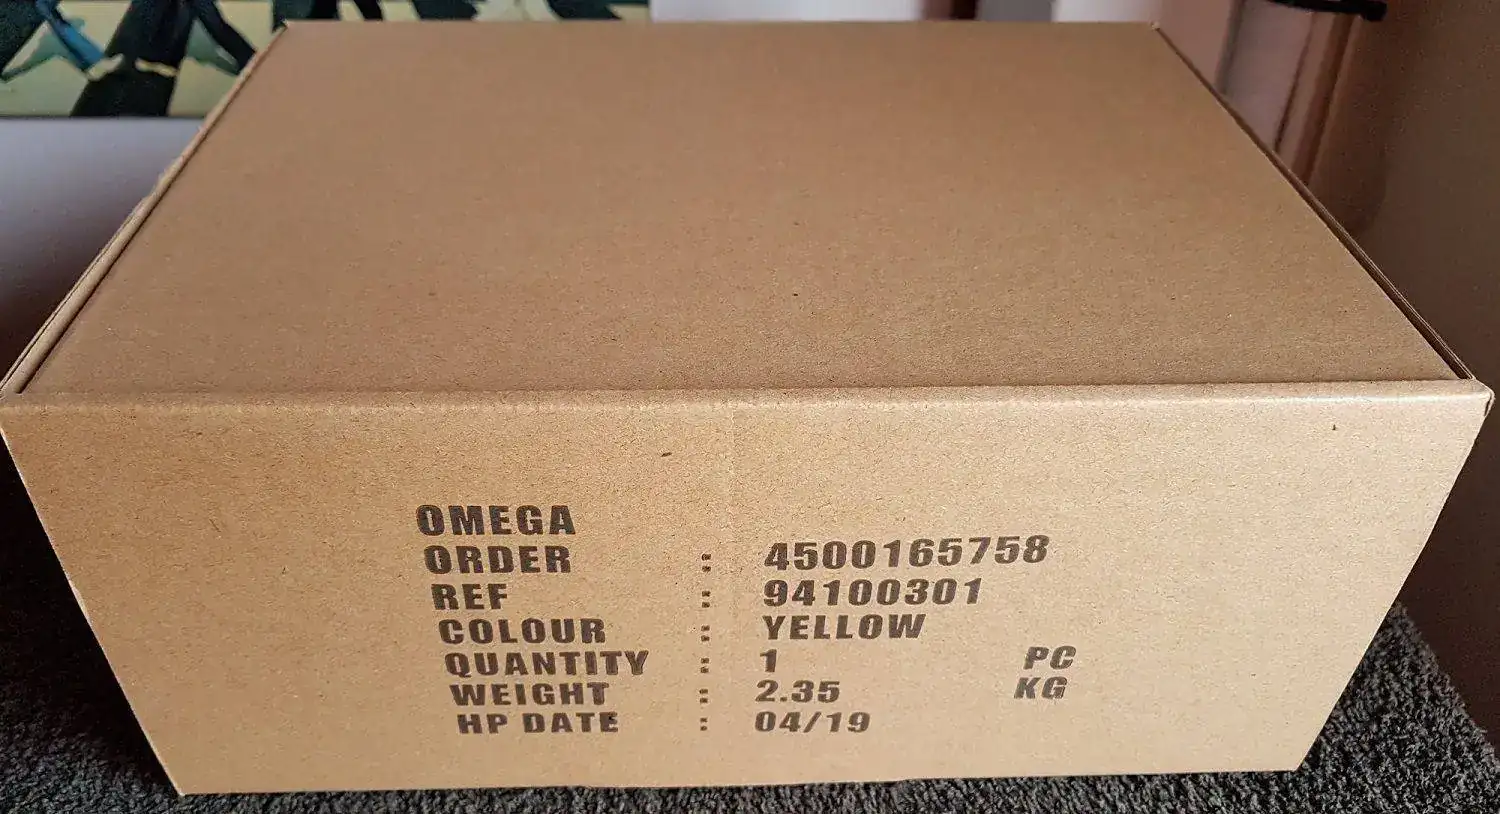 OMEGA
ORDER : 4500165758
REF : 94100301
COLOUR : YELLOW
QUANTITY : 1 PC
WEIGHT : 2.35 KG
HP DATE : 04/19